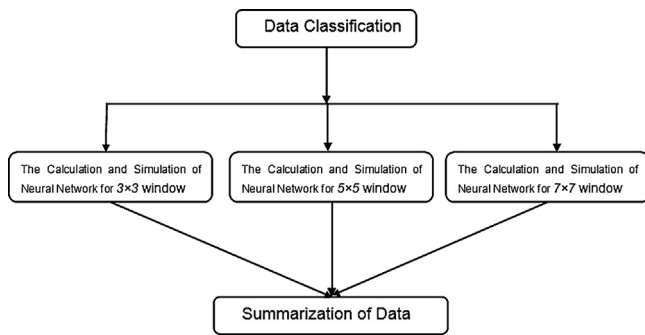 Data Classification
The Calculation and Simulation of
Neural Network for 3×3 window
The Calculation and Simulation of
Neural Network for 5×5 window
The Calculation and Simulation of
Neural Network for 7×7 window
Summarization of Data